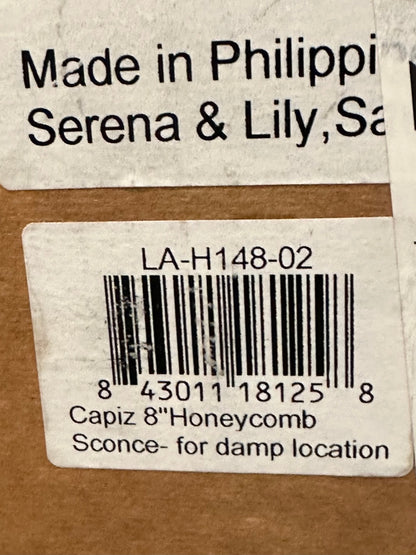 Made in Philippi
Serena & Lily, Sa
LA-H148-02
8 43011 18125 8
Capiz 8"Honeycomb
Sconce- for damp location